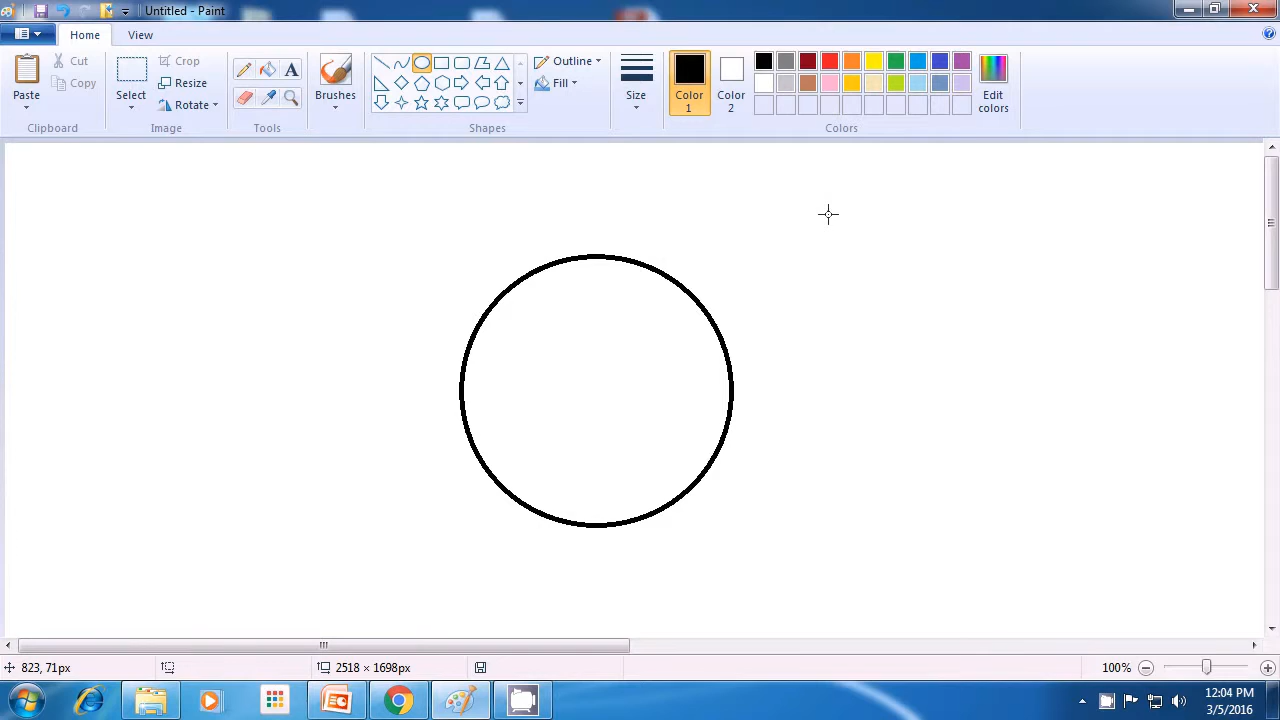 Untitled - Paint
Home
View
Paste
Cut
Copy
Clipboard
Select
Crop
Resize
Rotate
Image
A
Tools
Brushes
Shapes
Outline
Fill
Size
Color 1
Color 2
Edit colors
Colors
823, 71px
2518 × 1698px
100%
12:04 PM
3/5/2016